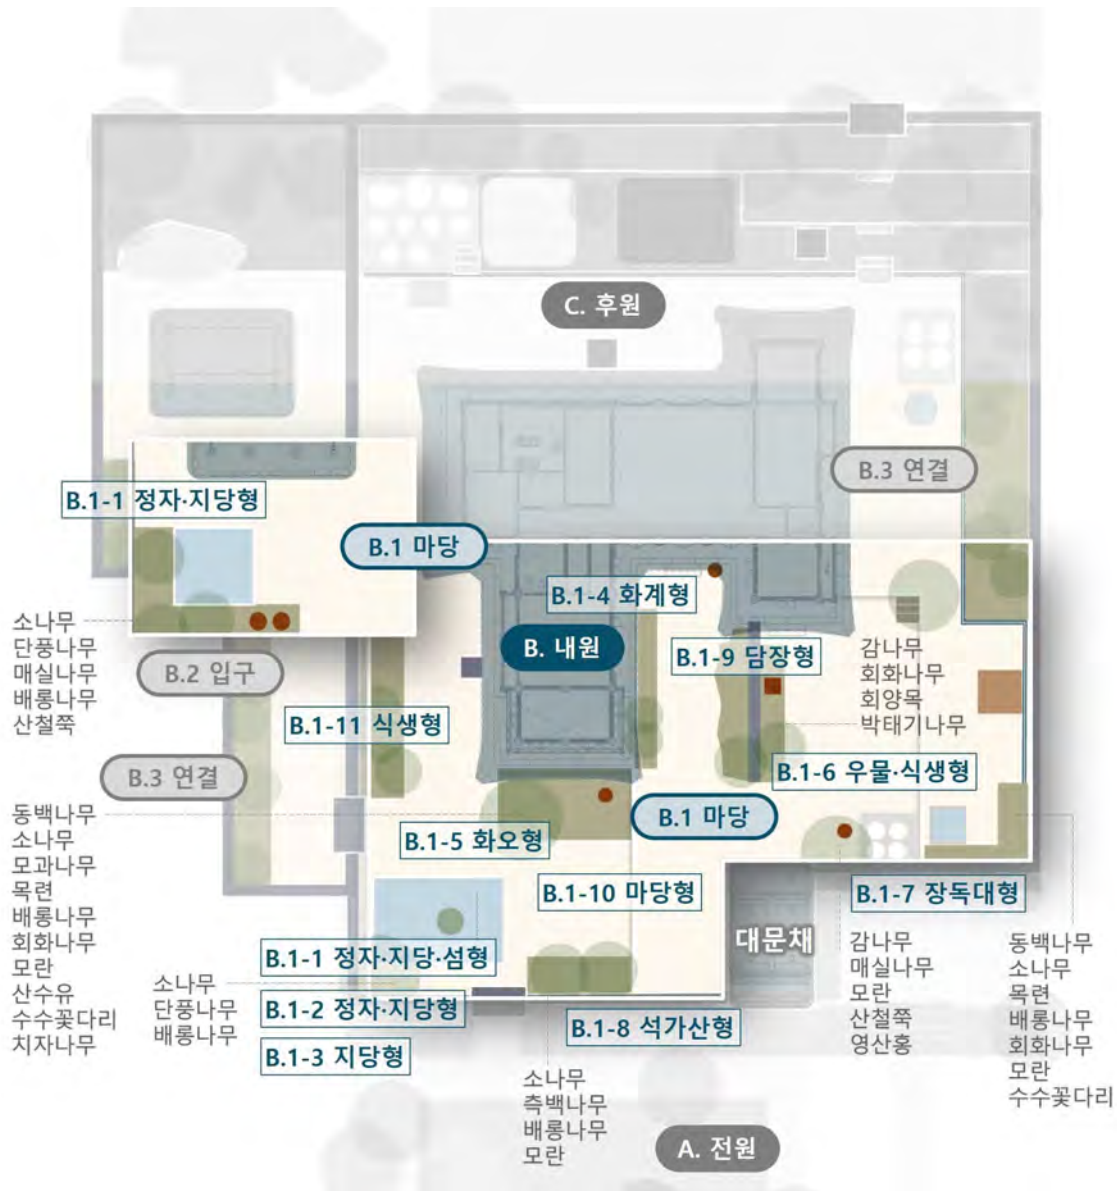 C. 후원
B.3 연결
B.1-1 정자·지당형
B.1 마당
B.1-4 화계형
B. 내원
B.1-9 담장형
소나무
단풍나무
매실나무
배롱나무
산철쭉
B.2 입구
감나무
회화나무
회양목
박태기나무
B.1-11 식생형
B.3 연결
B.1-6 우물·식생형
B.1 마당
동백나무
소나무
모과나무
목련
배롱나무
회화나무
모란
산수유
수수꽃다리
치자나무
B.1-5 화오형
B.1-10 마당형
B.1-7 장독대형
대문채
B.1-1 정자·지당·섬형
B.1-2 정자·지당형
B.1-3 지당형
소나무
단풍나무
배롱나무
B.1-8 석가산형
감나무
매실나무
모란
산철쭉
영산홍
동백나무
소나무
목련
배롱나무
회화나무
모란
수수꽃다리
소나무
측백나무
배롱나무
모란
A. 전원